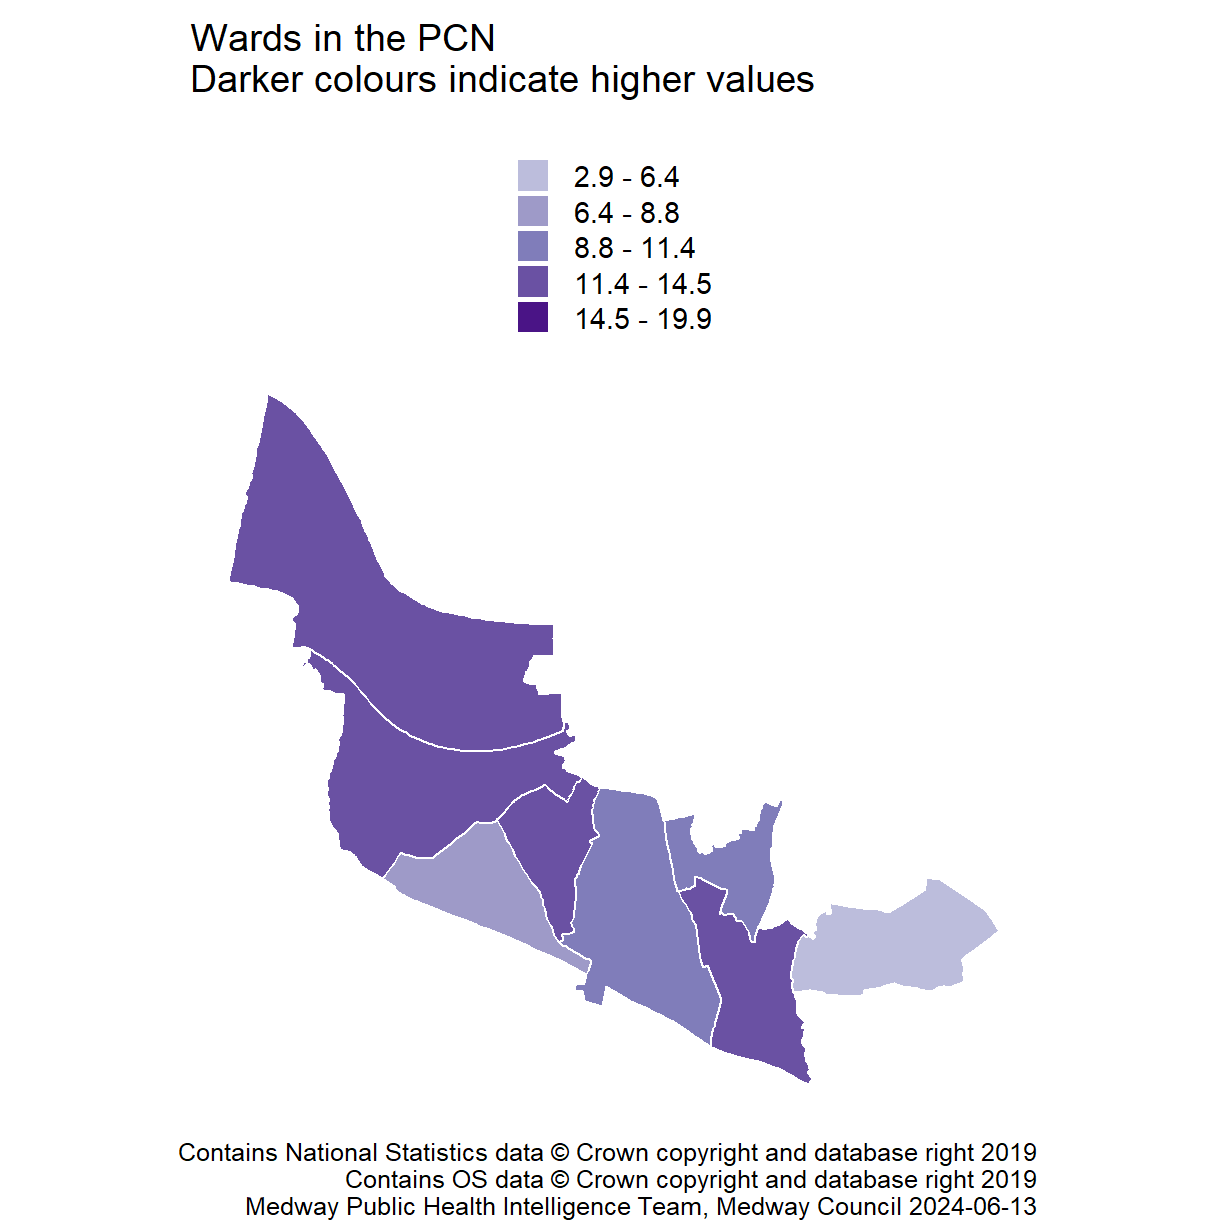 Wards in the PCN
Darker colours indicate higher values
2.9 - 6.4
6.4 - 8.8
8.8 - 11.4
11.4 - 14.5
14.5 - 19.9
Contains National Statistics data © Crown copyright and database right 2019
Contains OS data © Crown copyright and database right 2019
Medway Public Health Intelligence Team, Medway Council 2024-06-13